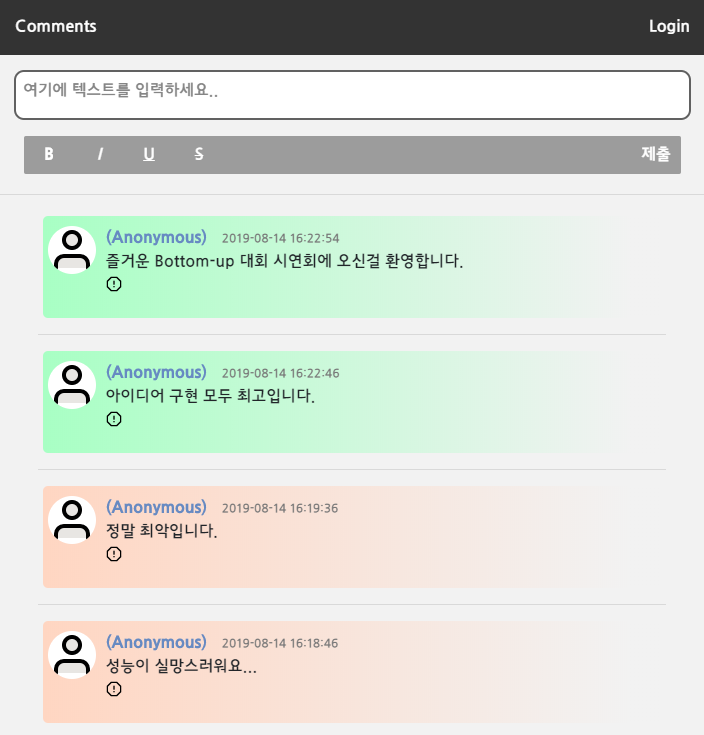 Comments Login
여기에 텍스트를 입력하세요..
B I U S 제출
(Anonymous) 2019-08-14 16:22:54
즐거운 Bottom-up 대회 시연회에 오신걸 환영합니다.
(Anonymous) 2019-08-14 16:22:46
아이디어 구현 모두 최고입니다.
(Anonymous) 2019-08-14 16:19:36
정말 최악입니다.
(Anonymous) 2019-08-14 16:18:46
성능이 실망스러워요...